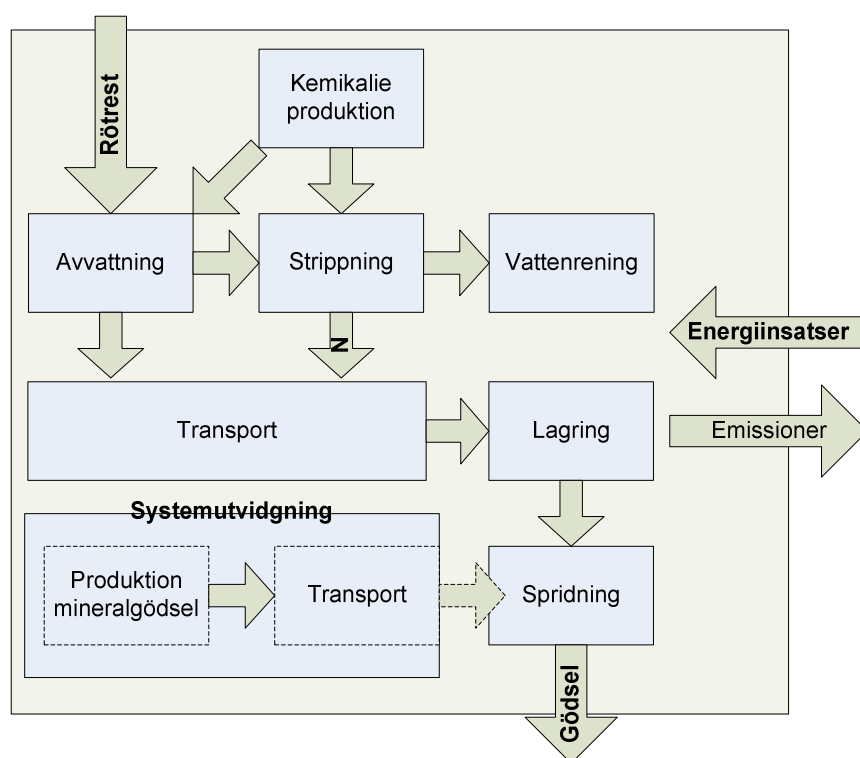 Rötrest
Kemikalie
produktion
Avvattning
Strippning
Vattenrening
Energiinsatser
N
Transport
Lagring
Emissioner
Systemutvidgning
Produktion
mineralgödsel
Transport
Spridning
Gödsel